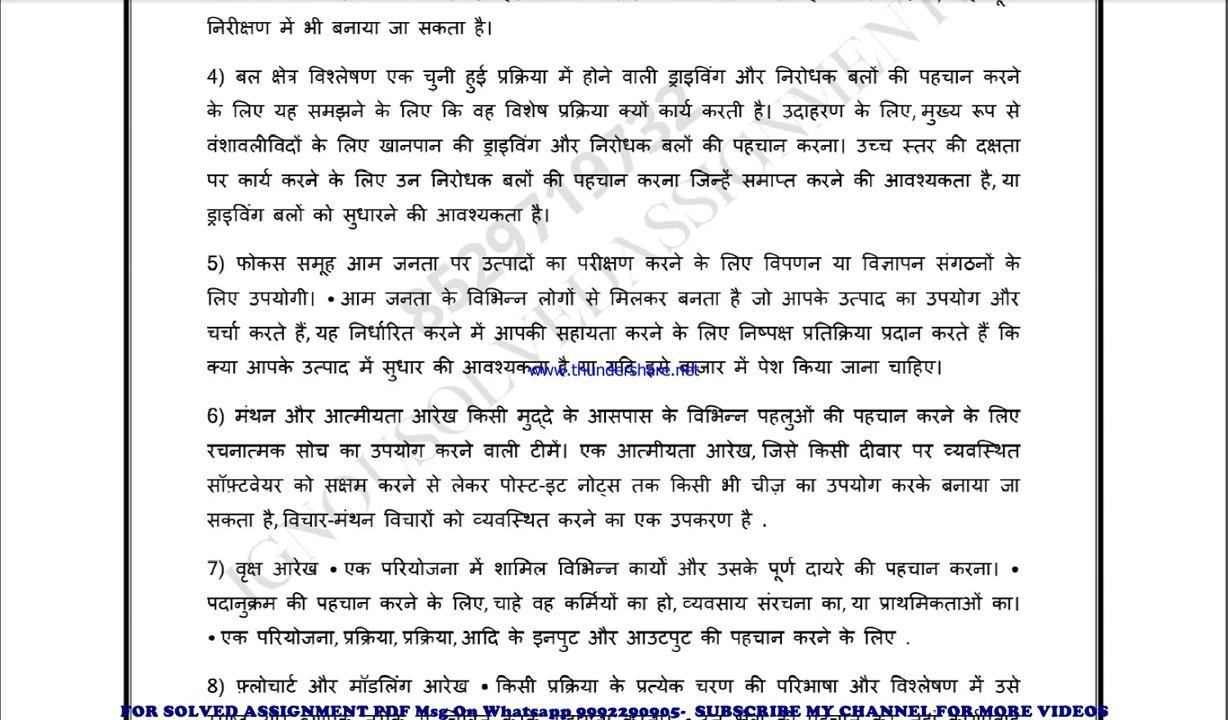 निरीक्षण में भी बनाया जा सकता है।
4) बल क्षेत्र विश्लेषण एक चुनी हुई प्रक्रिया में होने वाली ड्राइविंग और निरोधक बलों की पहचान करने
के लिए यह समझने के लिए कि वह विशेष प्रक्रिया क्यों कार्य करती है। उदाहरण के लिए, मुख्य रूप से
वंशावलीविदों के लिए खानपान की ड्राइविंग और निरोधक बलों की पहचान करना। उच्च स्तर की दक्षता
पर कार्य करने के लिए उन निरोधक बलों की पहचान करना जिन्हें समाप्त करने की आवश्यकता है, या
ड्राइविंग बलों को सुधारने की आवश्यकता है।
5) फोकस समूह आम जनता पर उत्पादों का परीक्षण करने के लिए विपणन या विज्ञापन संगठनों के
लिए उपयोगी। • आम जनता के विभिन्न लोगों से मिलकर बनता है जो आपके उत्पाद का उपयोग और
चर्चा करते हैं, यह निर्धारित करने में आपकी सहायता करने के लिए निष्पक्ष प्रतिक्रिया प्रदान करते हैं कि
क्या आपके उत्पाद में सुधार की आवश्यकता है या यदि इसे बाजार में पेश किया जाना चाहिए।
www.thundershare.net
6) मंथन और आत्मीयता आरेख किसी मुद्दे के आसपास के विभिन्न पहलुओं की पहचान करने के लिए
रचनात्मक सोच का उपयोग करने वाली टीमें। एक आत्मीयता आरेख, जिसे किसी दीवार पर व्यवस्थित
सॉफ़्टवेयर को सक्षम करने से लेकर पोस्ट-इट नोट्स तक किसी भी चीज़ का उपयोग करके बनाया जा
सकता है, विचार-मंथन विचारों को व्यवस्थित करने का एक उपकरण है .
7) वृक्ष आरेख • एक परियोजना में शामिल विभिन्न कार्यों और उसके पूर्ण दायरे की पहचान करना। •
पदानुक्रम की पहचान करने के लिए, चाहे वह कर्मियों का हो, व्यवसाय संरचना का, या प्राथमिकताओं का।
• एक परियोजना, प्रक्रिया, प्रक्रिया, आदि के इनपुट और आउटपुट की पहचान करने के लिए .
8) फ़्लोचार्ट और मॉडलिंग आरेख • किसी प्रक्रिया के प्रत्येक चरण की परिभाषा और विश्लेषण में उसे
FOR SOLVED ASSIGNMENT PDF Msg On Whatsapp 9992290905- SUBSCRIBE MY CHANNEL FOR MORE VIDEOS
8529719732
IGNOUSOLVEDASSIGNMENT